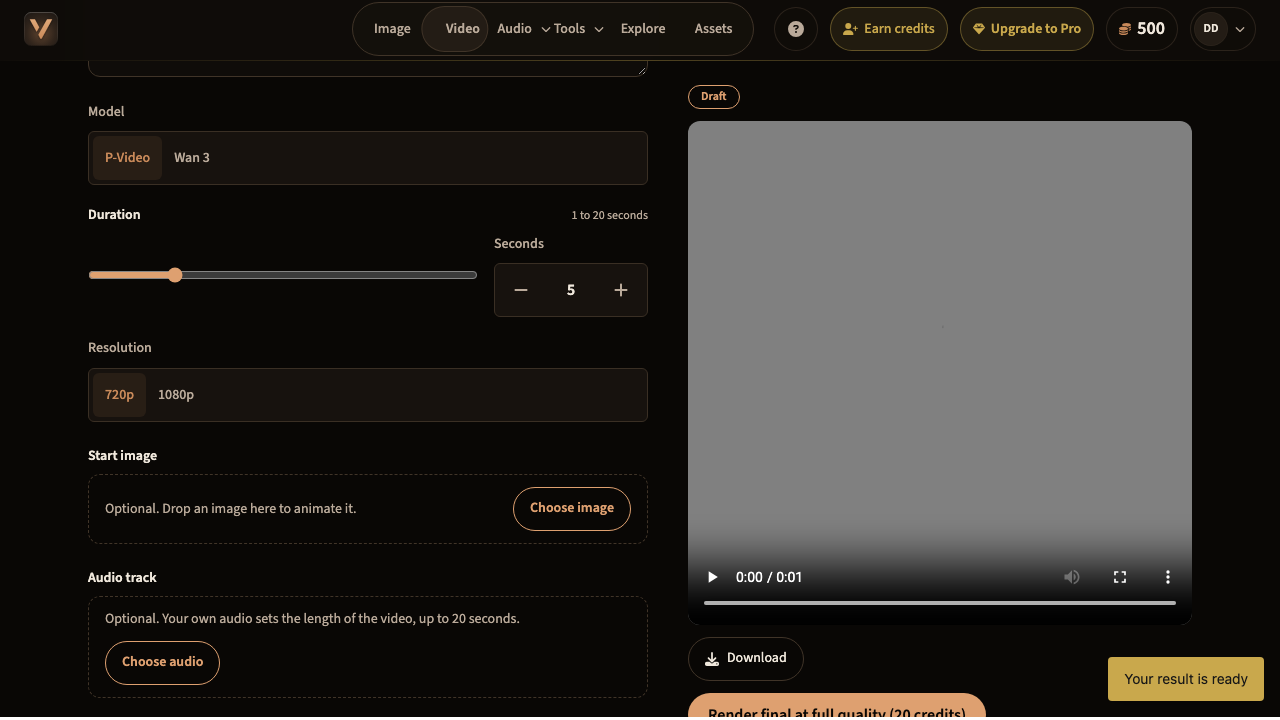 Image Video Audio Tools Explore Assets
Earn credits
Upgrade to Pro
500
DD
Model
P-Video Wan 3
Duration
1 to 20 seconds
Seconds
5
Resolution
720p 1080p
Start image
Optional. Drop an image here to animate it.
Choose image
Audio track
Optional. Your own audio sets the length of the video, up to 20 seconds.
Choose audio
Draft
0:00 / 0:01
Download
Render final at full quality (20 credits)
Your result is ready